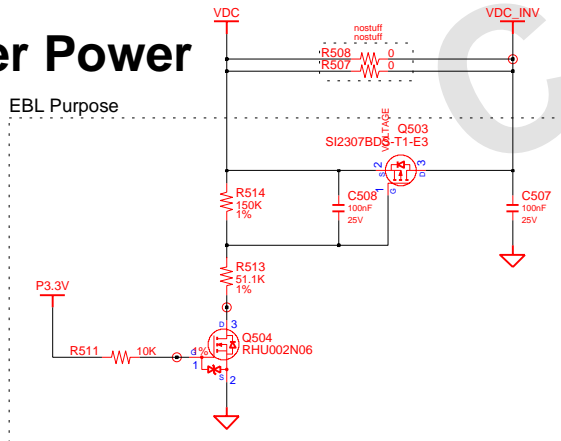 VDC
VDC_INV
nostuff
nostuff
R508 0
R507 0
er Power
EBL Purpose
VOLTAGE
Q503
SI2307BDS-T1-E3
2 3
S D
1 G
R514
150K
1%
C508
100nF
25V
C507
100nF
25V
R513
51.1K
1%
P3.3V
D 3
Q504
RHU002N06
R511 10K 1%
G
1
S 2
C